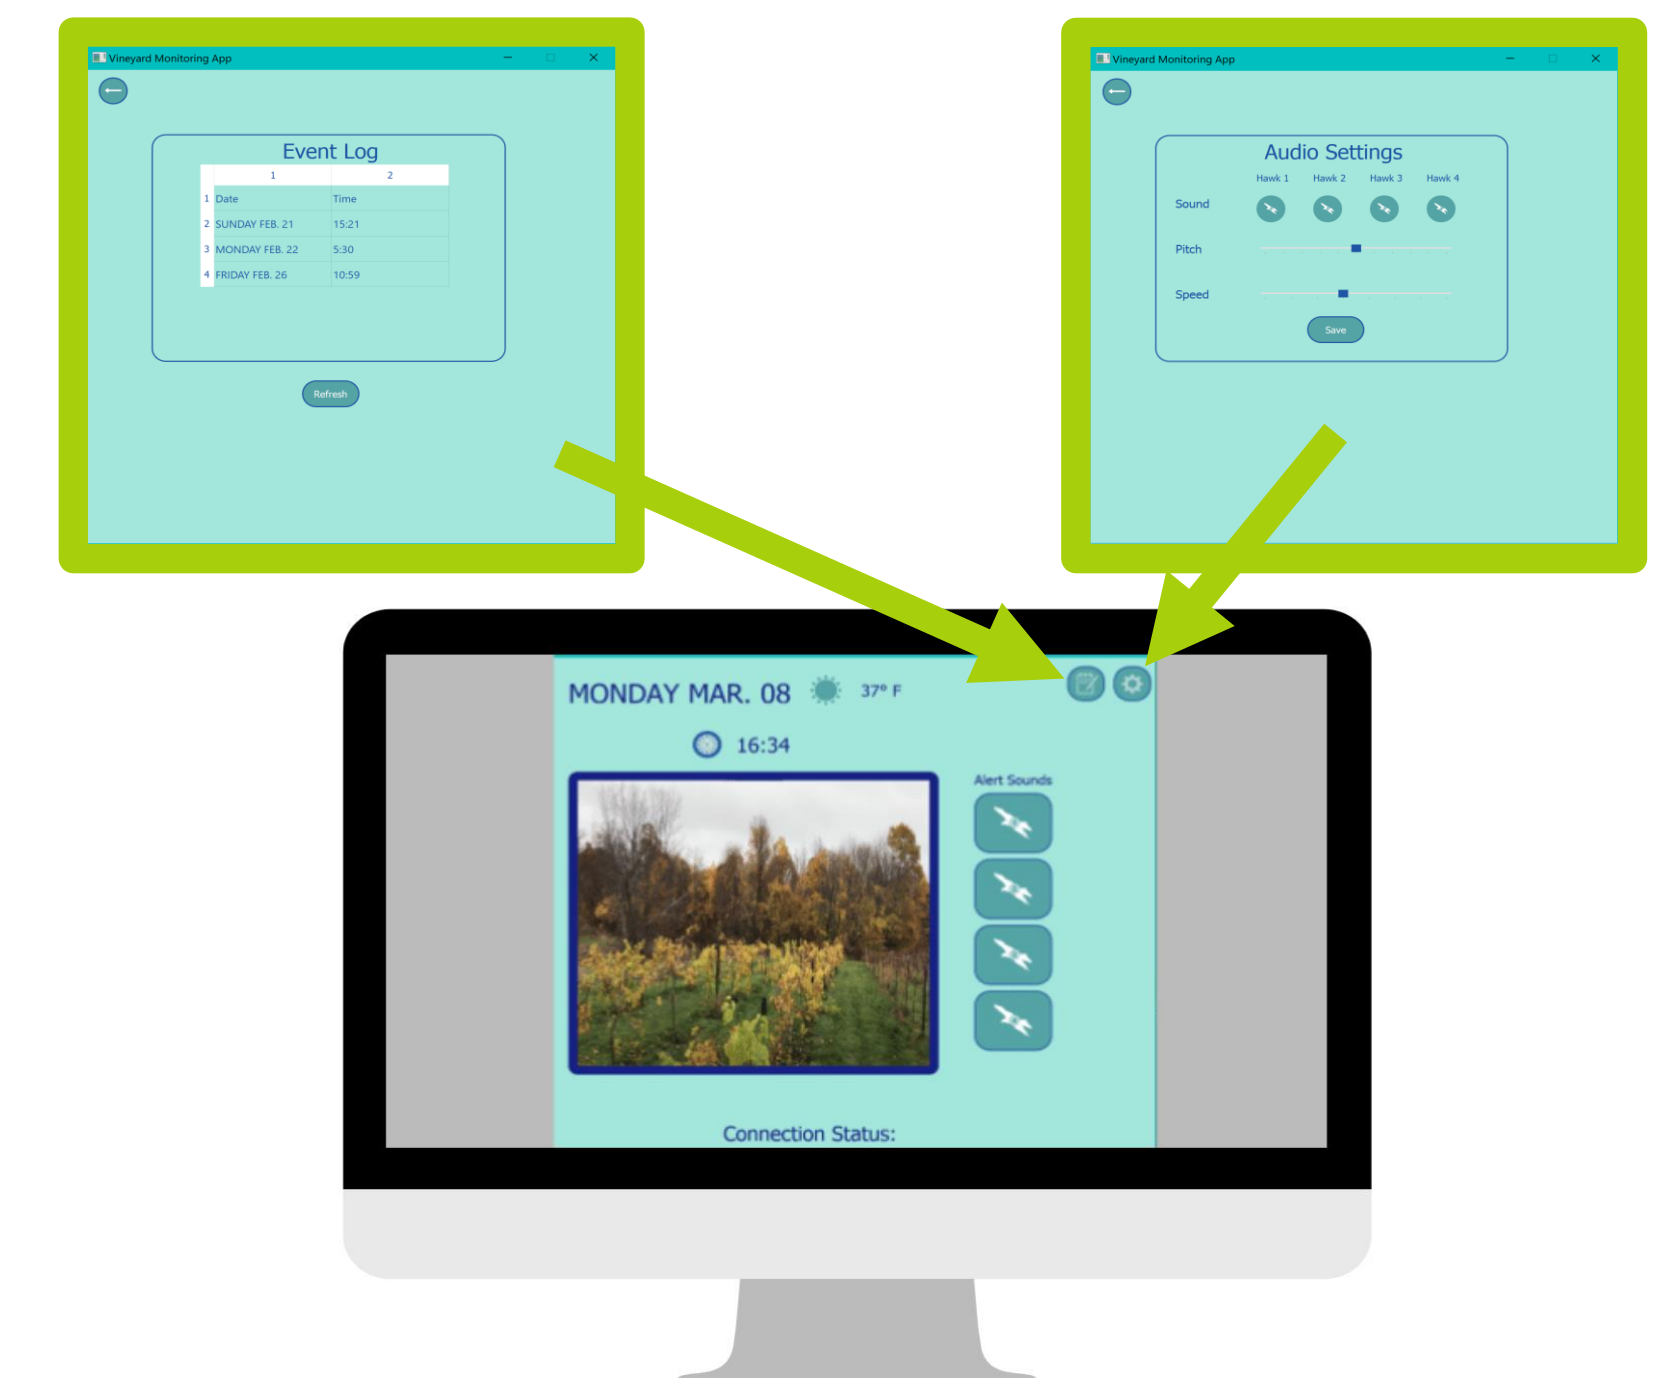 Vineyard Monitoring App
Event Log
1 2
1 Date Time
2 SUNDAY FEB. 21 15:21
3 MONDAY FEB. 22 5:30
4 FRIDAY FEB. 26 10:59
Refresh
Vineyard Monitoring App
Audio Settings
Hawk 1 Hawk 2 Hawk 3 Hawk 4
Sound
Pitch
Speed
Save
MONDAY MAR. 08 37° F
16:34
Alert Sounds
Connection Status: